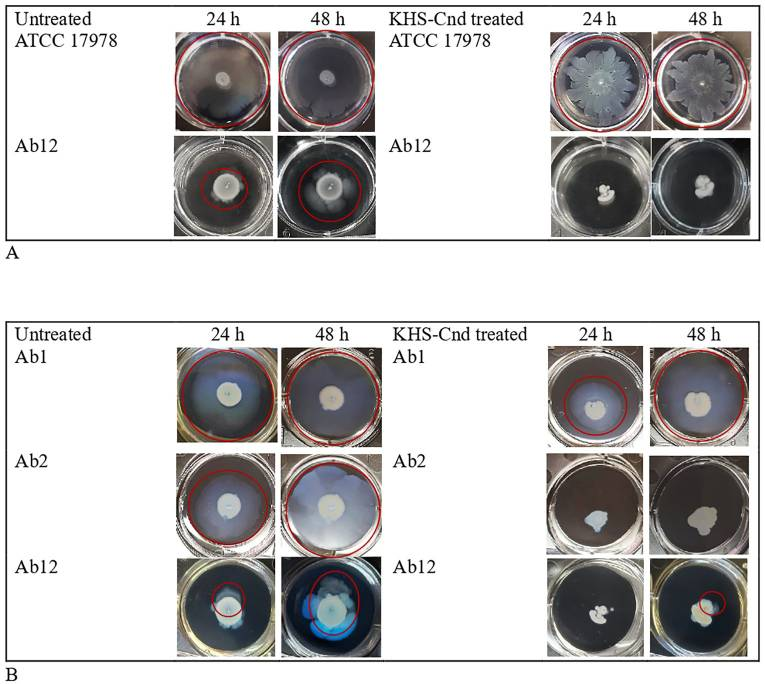 Untreated 24 h 48 h KHS-Cnd treated 24 h 48 h
ATCC 17978 ATCC 17978
Ab12 Ab12
A
Untreated 24 h 48 h KHS-Cnd treated 24 h 48 h
Ab1 Ab1
Ab2 Ab2
Ab12 Ab12
B